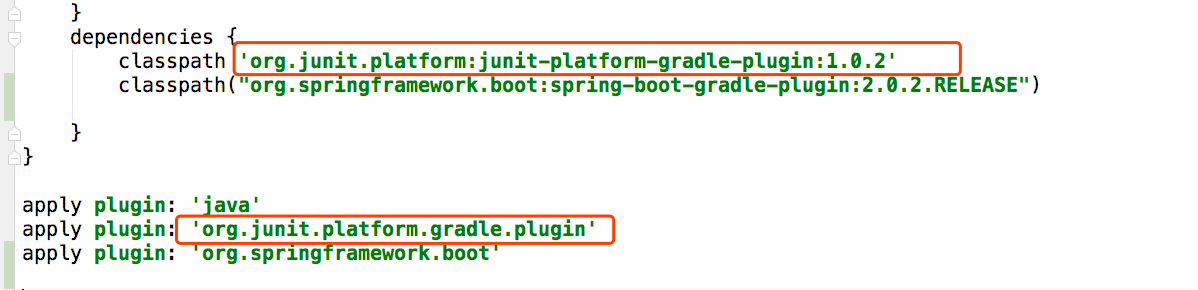 }
dependencies {
classpath 'org.junit.platform:junit-platform-gradle-plugin:1.0.2'
classpath("org.springframework.boot:spring-boot-gradle-plugin:2.0.2.RELEASE")
}
}
apply plugin: 'java'
apply plugin: 'org.junit.platform.gradle.plugin'
apply plugin: 'org.springframework.boot'